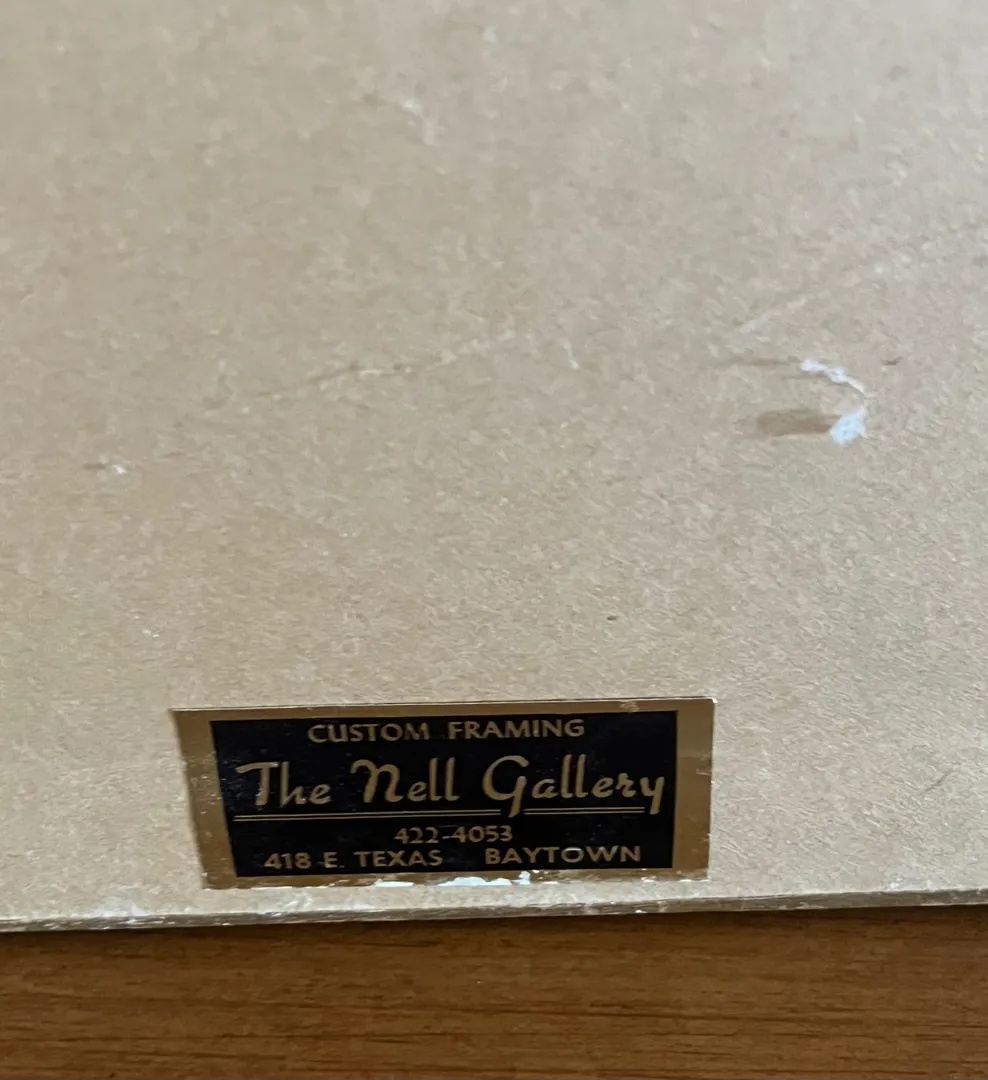 CUSTOM FRAMING
The Nell Gallery
422-4053
418 E. TEXAS BAYTOWN